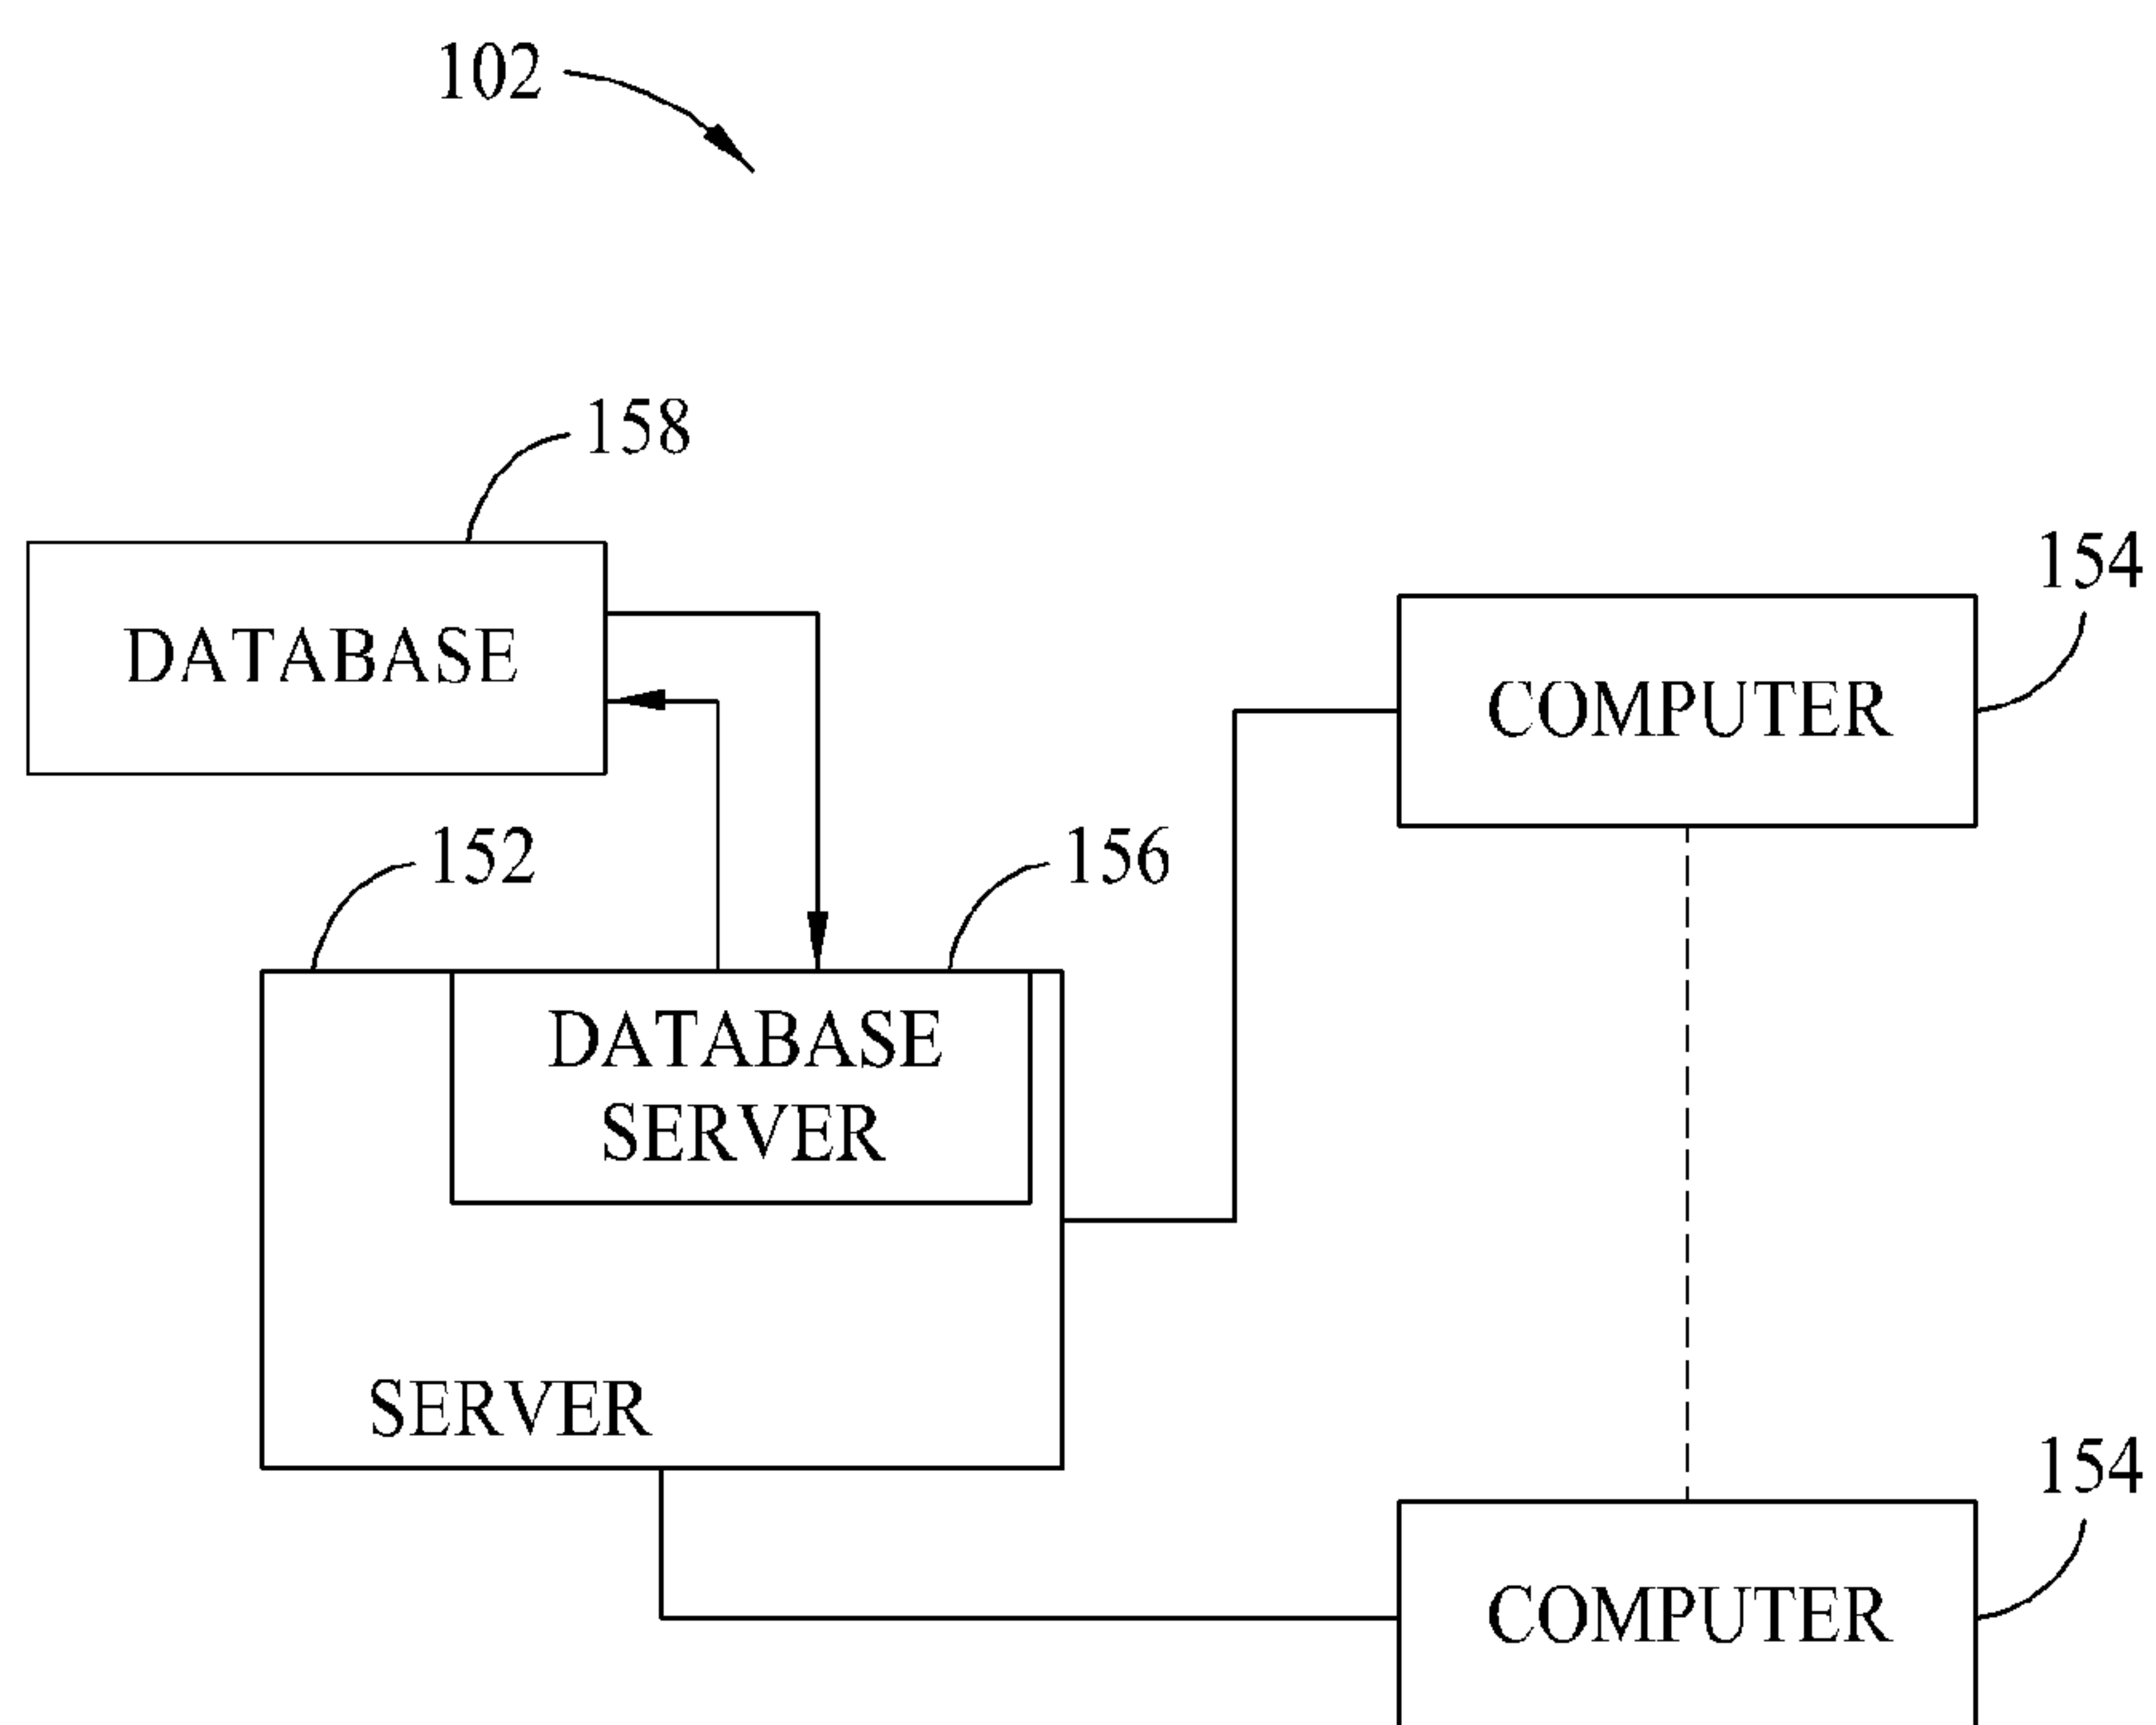 102
158
154
DATABASE
COMPUTER
152
156
DATABASE
SERVER
SERVER
154
COMPUTER